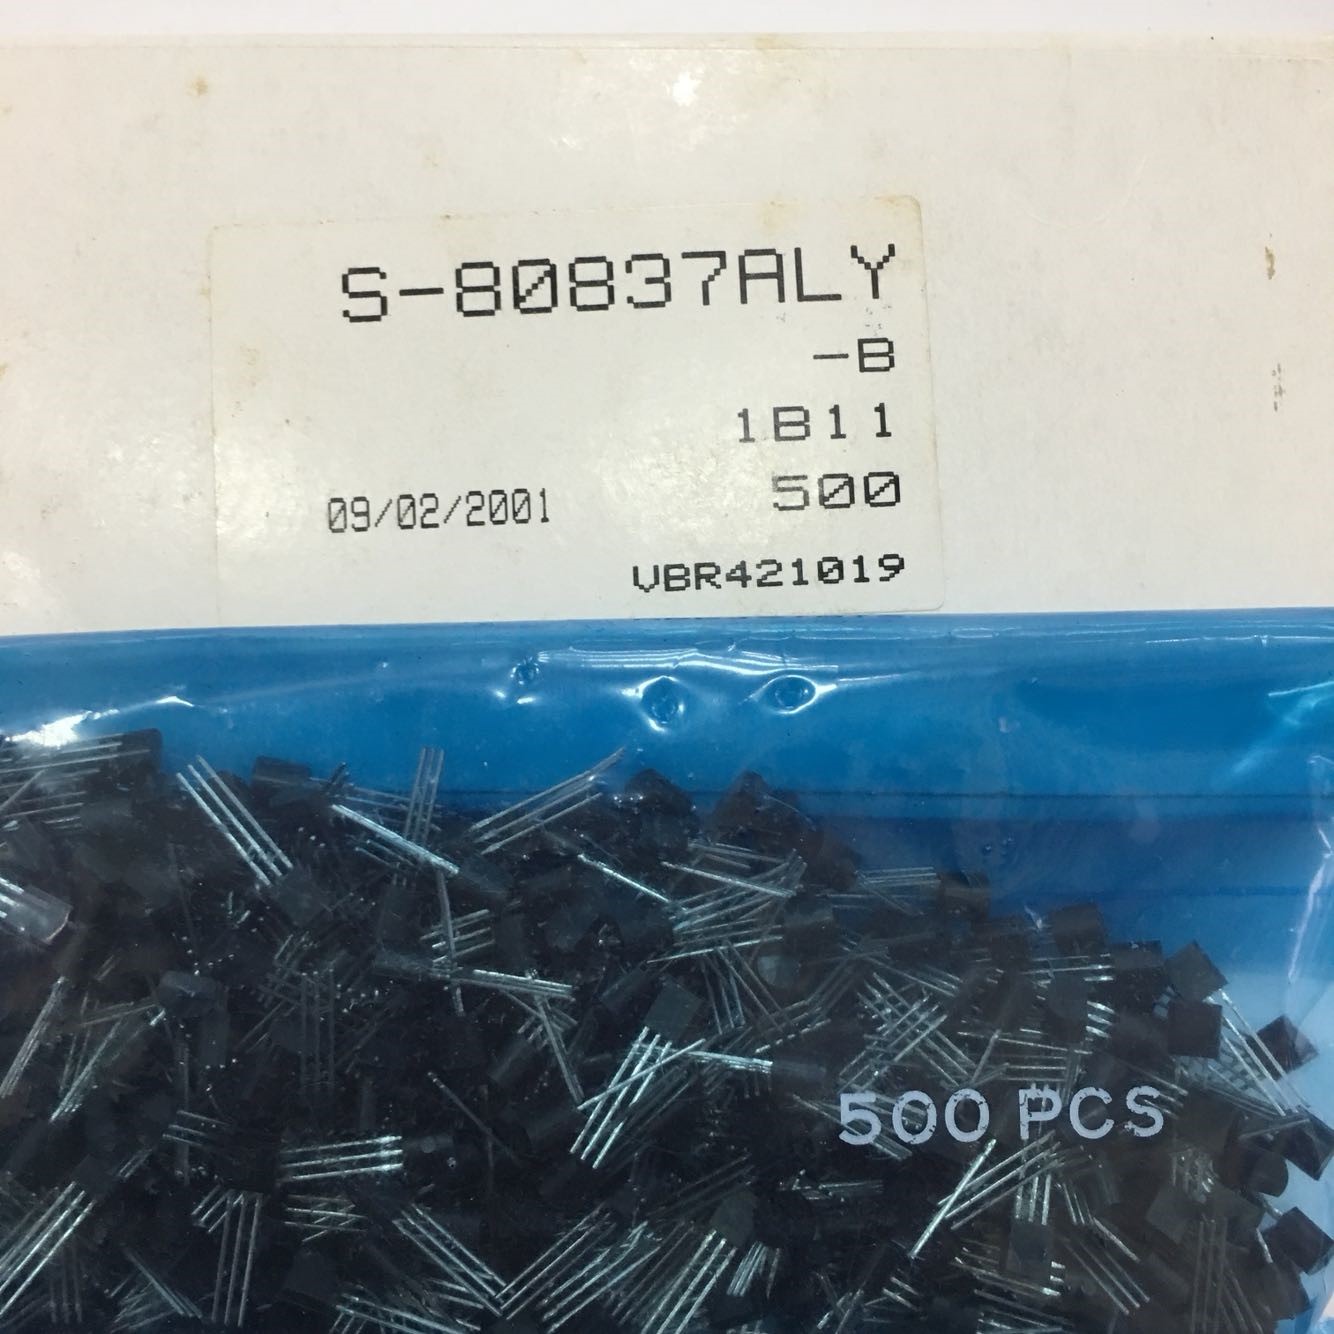 S-80837ALY
-B
1B11
09/02/2001 500
VBR421019
500 PCS